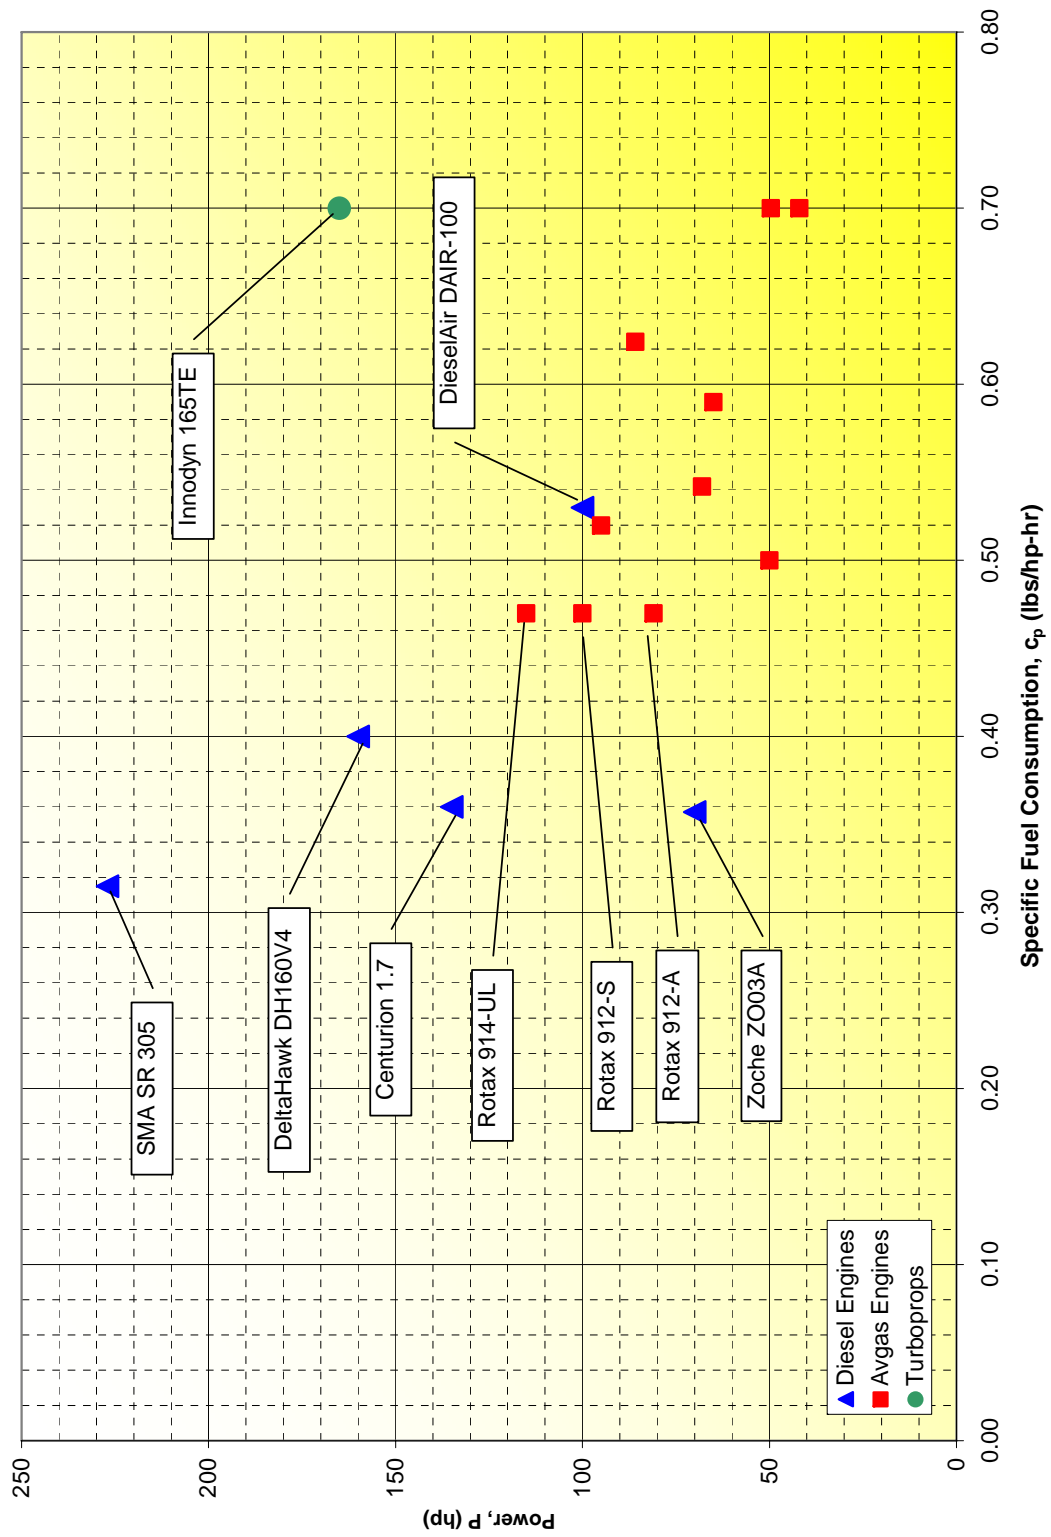 250
200
150
100
50
0
Power, P (hp)
0.00
0.10
0.20
0.30
0.40
0.50
0.60
0.70
0.80
Specific Fuel Consumption, cp (lbs/hp-hr)
SMA SR 305
DeltaHawk DH160V4
Centurion 1.7
Rotax 914-UL
Rotax 912-S
Rotax 912-A
Zoche ZO03A
Innodyn 165TE
DieselAir DAIR-100
Diesel Engines
Avgas Engines
Turboprops